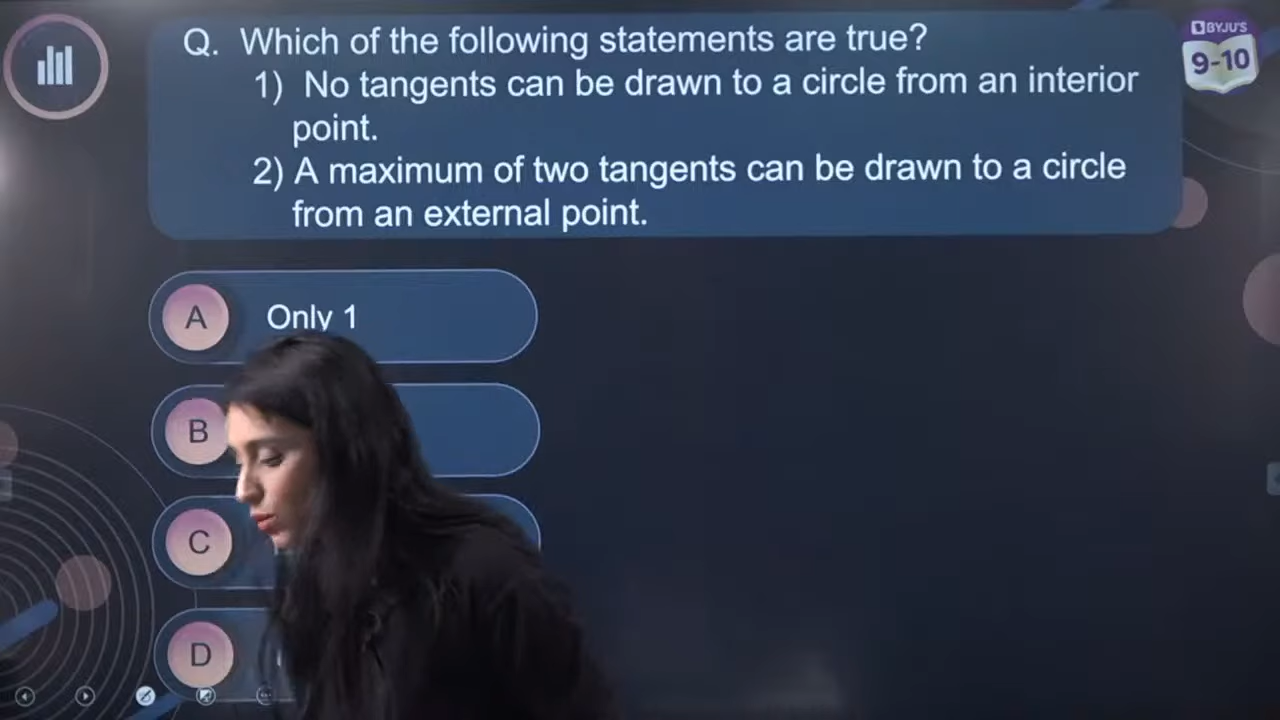 Q. Which of the following statements are true?
1) No tangents can be drawn to a circle from an interior
point.
2) A maximum of two tangents can be drawn to a circle
from an external point.
BYJU'S
9-10
A Only 1
B
C
D